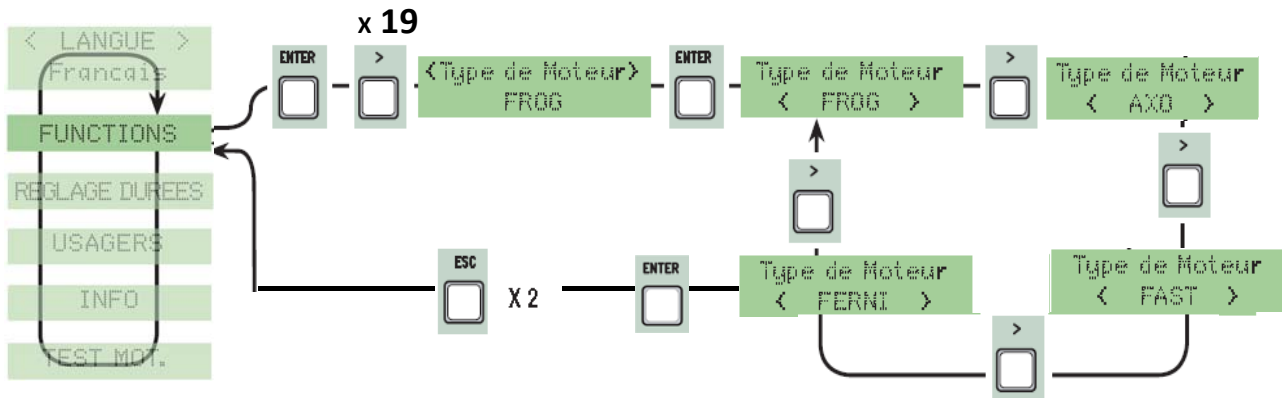 x 19
< LANGUE >
Francais
FUNCTIONS
REGLAGE DUREES
USAGERS
INFO
TEST MOT.
ENTER
>
<Type de Moteur>
FROG
ENTER
Type de Moteur
< FROG >
>
Type de Moteur
< AXO >
>
>
ESC
X 2
ENTER
Type de Moteur
< FERNI >
Type de Moteur
< FAST >
>